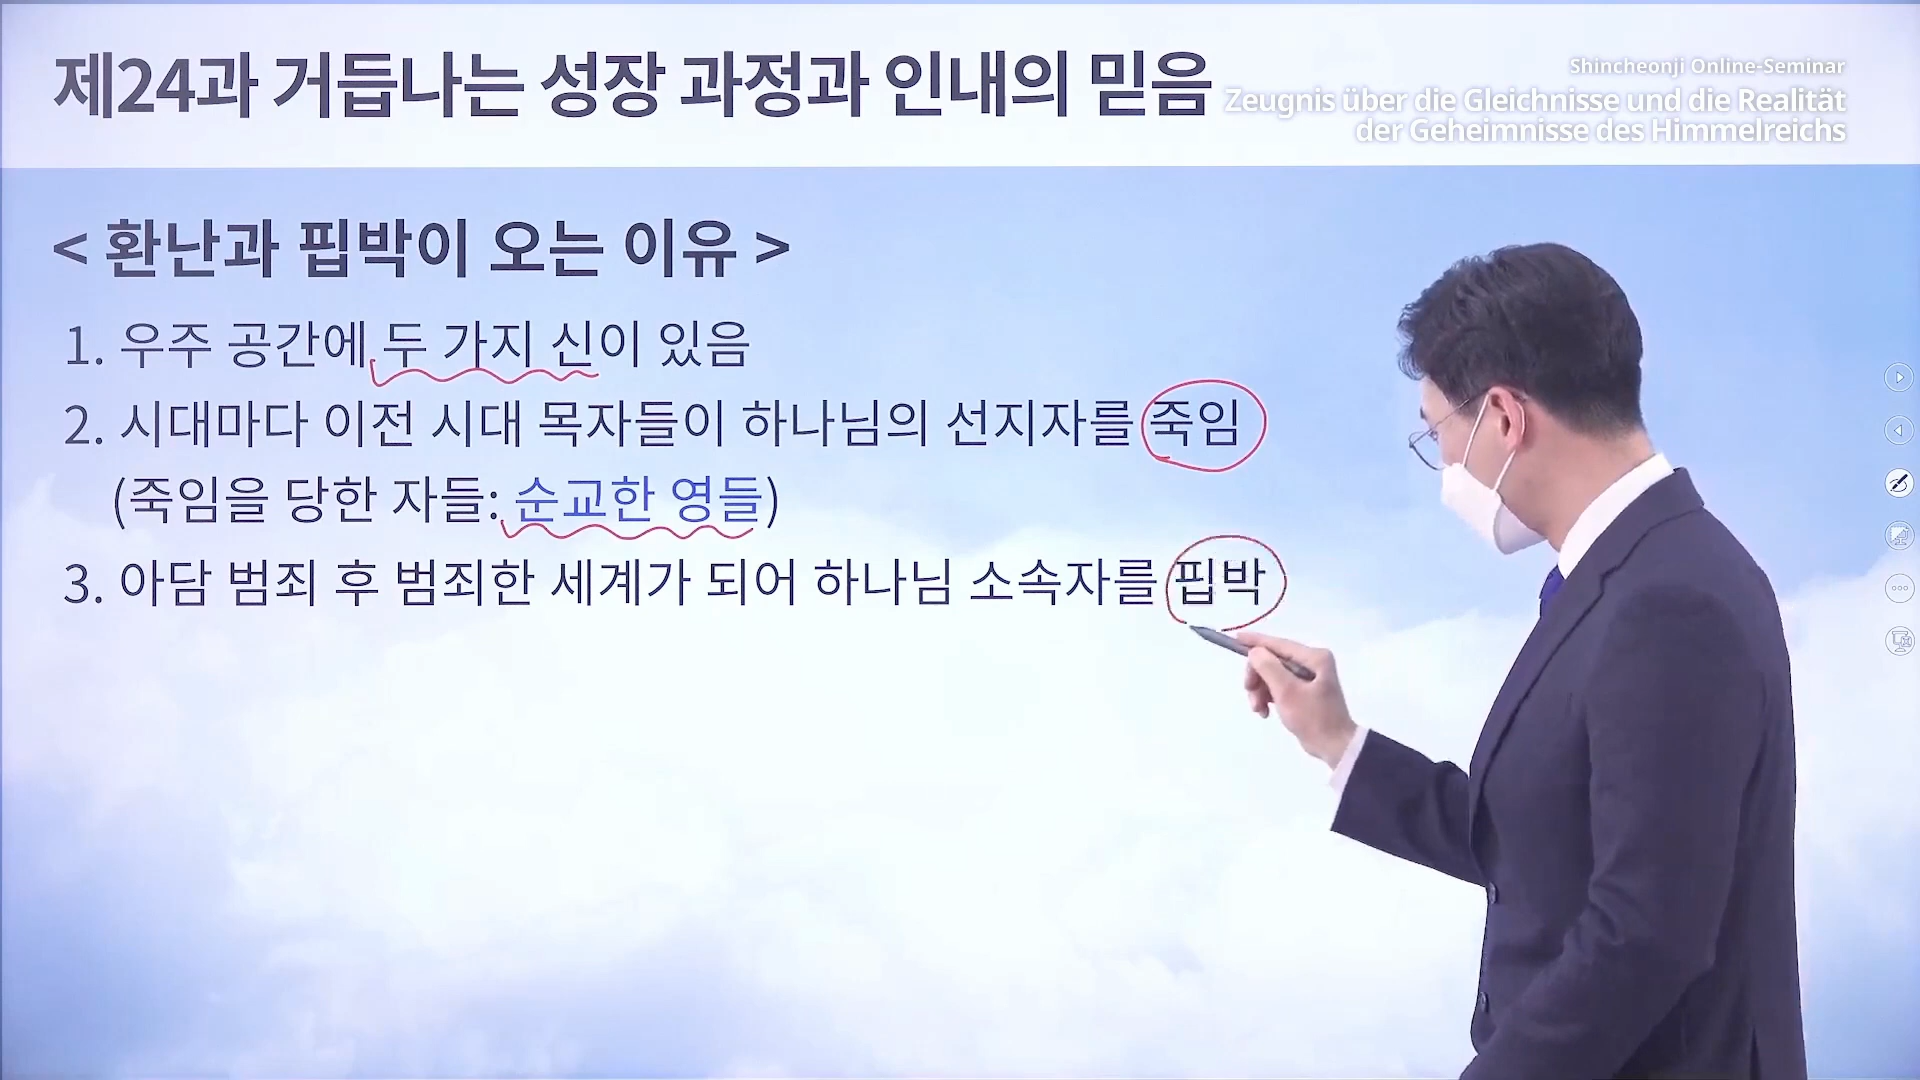 제24과 거듭나는 성장 과정과 인내의 믿음
Shincheonji Online-Seminar
Zeugnis über die Gleichnisse und die Realität
der Geheimnisse des Himmelreichs
< 환난과 핍박이 오는 이유 >
1. 우주 공간에 두 가지 신이 있음
2. 시대마다 이전 시대 목자들이 하나님의 선지자를 죽임
(죽임을 당한 자들: 순교한 영들)
3. 아담 범죄 후 범죄한 세계가 되어 하나님 소속자를 핍박